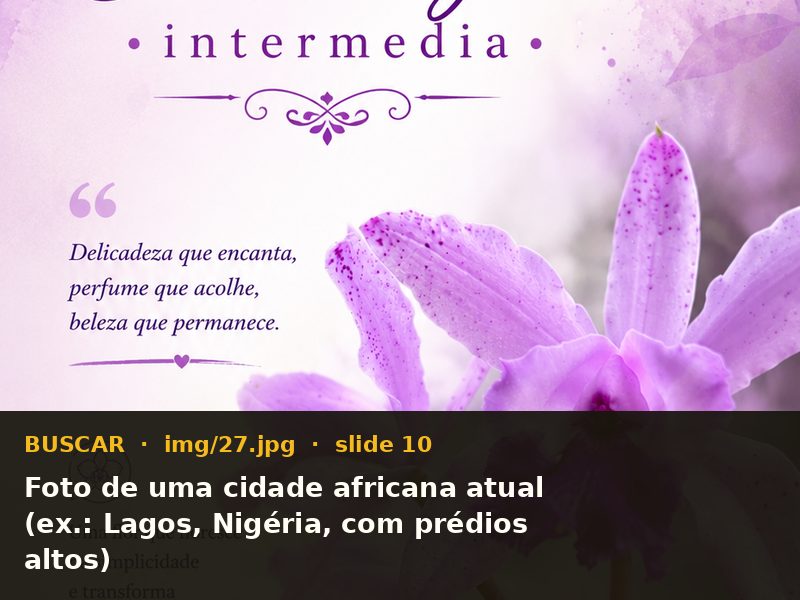 • intermedia •
“
Delicadeza que encanta,
perfume que acolhe,
beleza que permanece.
BUSCAR · img/27.jpg · slide 10
Foto de uma cidade africana atual
(ex.: Lagos, Nigéria, com prédios
altos)
e transforma